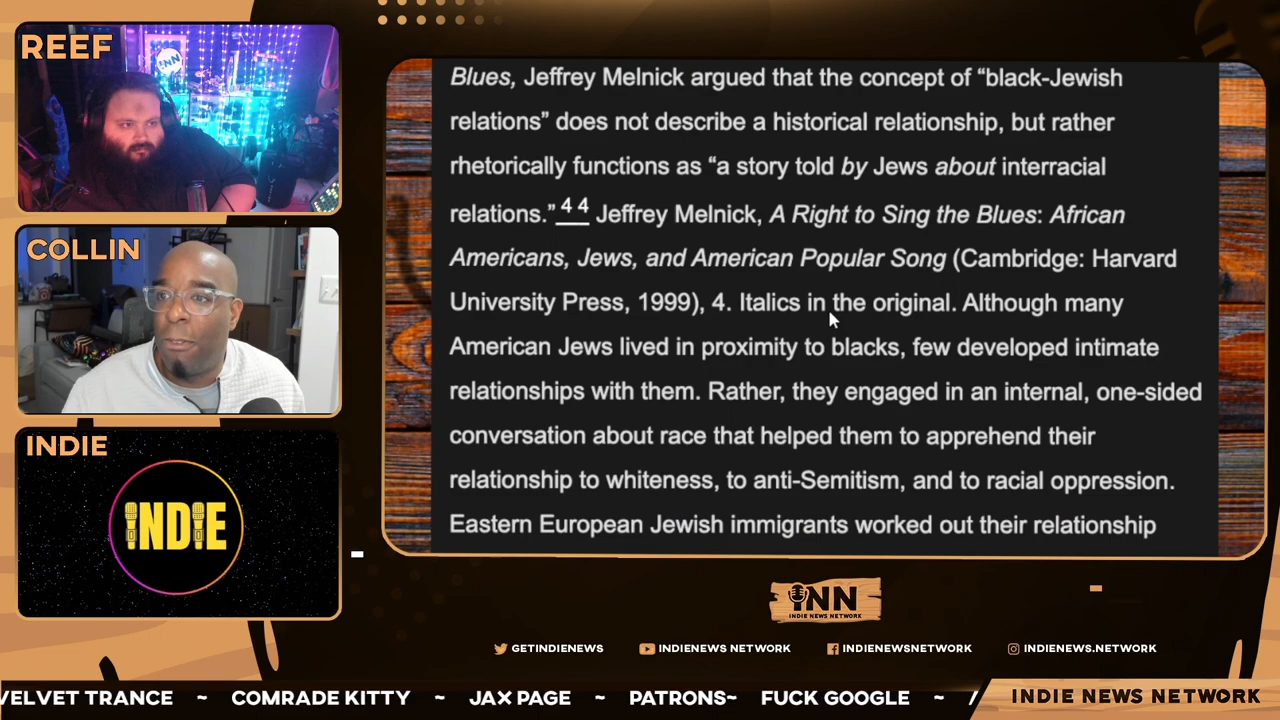 REEF
INN
COLLIN
INDIE
INDIE
Blues, Jeffrey Melnick argued that the concept of “black-Jewish
relations” does not describe a historical relationship, but rather
rhetorically functions as “a story told by Jews about interracial
relations.”44 Jeffrey Melnick, A Right to Sing the Blues: African
Americans, Jews, and American Popular Song (Cambridge: Harvard
University Press, 1999), 4. Italics in the original. Although many
American Jews lived in proximity to blacks, few developed intimate
relationships with them. Rather, they engaged in an internal, one-sided
conversation about race that helped them to apprehend their
relationship to whiteness, to anti-Semitism, and to racial oppression.
Eastern European Jewish immigrants worked out their relationship
INN
INDIE NEWS NETWORK
GETINDIENEWS
INDIENEWS NETWORK
INDIENEWSNETWORK
INDIENEWS.NETWORK
VELVET TRANCE ~ COMRADE KITTY ~ JAX PAGE ~ PATRONS~ FUCK GOOGLE ~ /
INDIE NEWS NETWORK